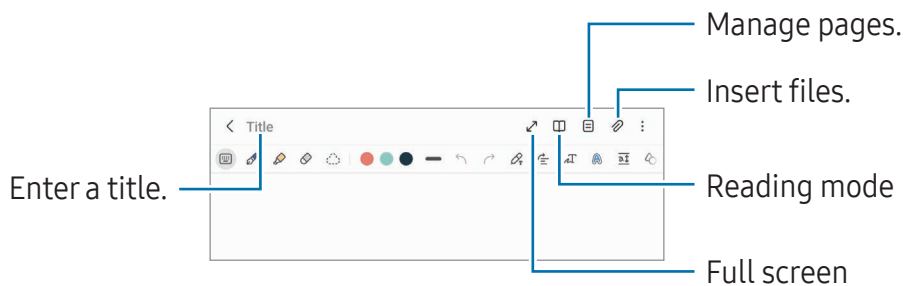 Manage pages.
Insert files.
Title
Enter a title.
Reading mode
Full screen